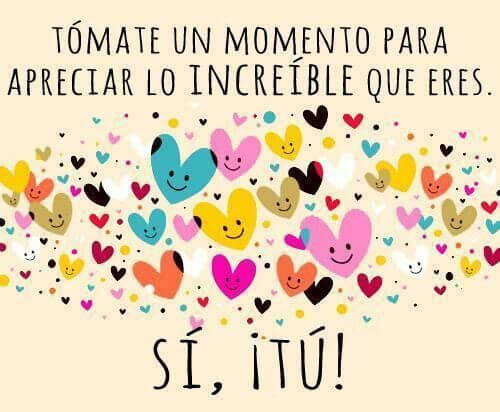 TÓMATE UN MOMENTO PARA
APRECIAR LO INCREÍBLE QUE ERES.
SÍ, ¡TÚ!